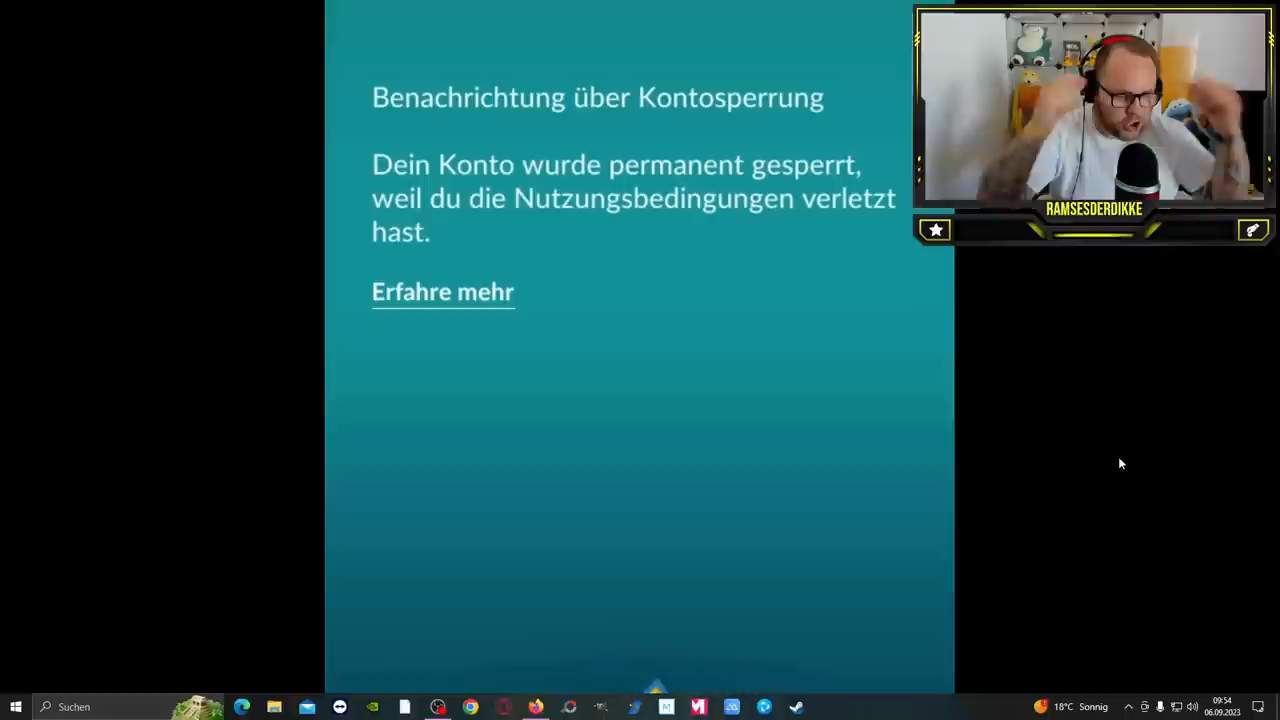 Benachrichtung über Kontosperrung
Dein Konto wurde permanent gesperrt,
weil du die Nutzungsbedingungen verletzt
hast.
Erfahre mehr
RAMSESDERDIKKE
Suchen
18°C Sonnig
09:54
06.09.2023